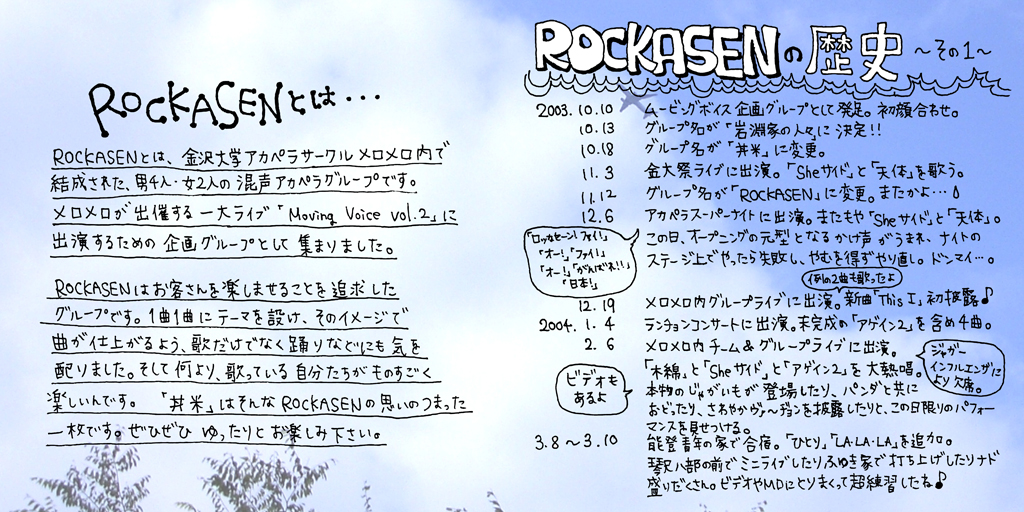 ROCKASENとは・・・
ROCKASENとは、金沢大学アカペラサークルメロメロ内で
結成された、男4人・女2人の混声アカペラグループです。
メロメロが出催する一大ライブ「Moving Voice vol.2」に
出演するための企画グループとして集まりました。
ROCKASENはお客さんを楽しませることを追求した
グループです。1曲1曲にテーマを設け、そのイメージで
曲が仕上がるよう、歌だけでなく踊りなどにも気を
配りました。そして何より、歌っている自分たちがものすごく
楽しいんです。「丼米」はそんなROCKASENの思いのつまった
一枚です。ぜひぜひゆったりとお楽しみ下さい。
ROCKASENの歴史 〜その1〜
2003.10.10 ムービングボイス企画グループとして発足。初顔合わせ。
10.13 グループ名が「岩淵家の人々」に決定!!
10.18 グループ名が「丼米」に変更。
11.3 金大祭ライブに出演。「Sheサイド」と「天体」を歌う。
11.12 グループ名が「ROCKASEN」に変更。またかよ…
12.6 アカペラスーパーナイトに出演。またもや「Sheサイド」と「天体」。
この日、オープニングの元型となるかけ声がうまれ、ナイトの
ステージ上でやったら失敗し、やむを得ずやり直し。ドンマイ…。
「ロッカセーン!ファイ!」
「オー!」「ファイ!」
「オー!」「がんばれ!!」
「日本!」
例の2曲も歌ったよ
12.19 メロメロ内グループライブに出演。新曲「This I」初披露♪
2004.1.4 ランチョンコンサートに出演。未完成の「アゲイン2」を含め4曲。
2.6 メロメロ内チーム&グループライブに出演。
ジャガー
インフルエンザに
より欠席。
「木綿」と「Sheサイド」と「アゲイン2」を大熱唱。
ビデオも
あるよ
本物のじゃがいもが登場したり、パンダと共に
おどったり、さわやかヴァージョンを披露したりと、この日限りのパフォー
マンスを見せつける。
3.8〜3.10 能登青年の家で合宿。「ひとり」、「LA・LA・LA」を追加。
琴月八部の前でミニライブしたりふゆき家で打ち上げしたりナド
盛りだくさん。ビデオやMDにとりまくって超練習したね♪